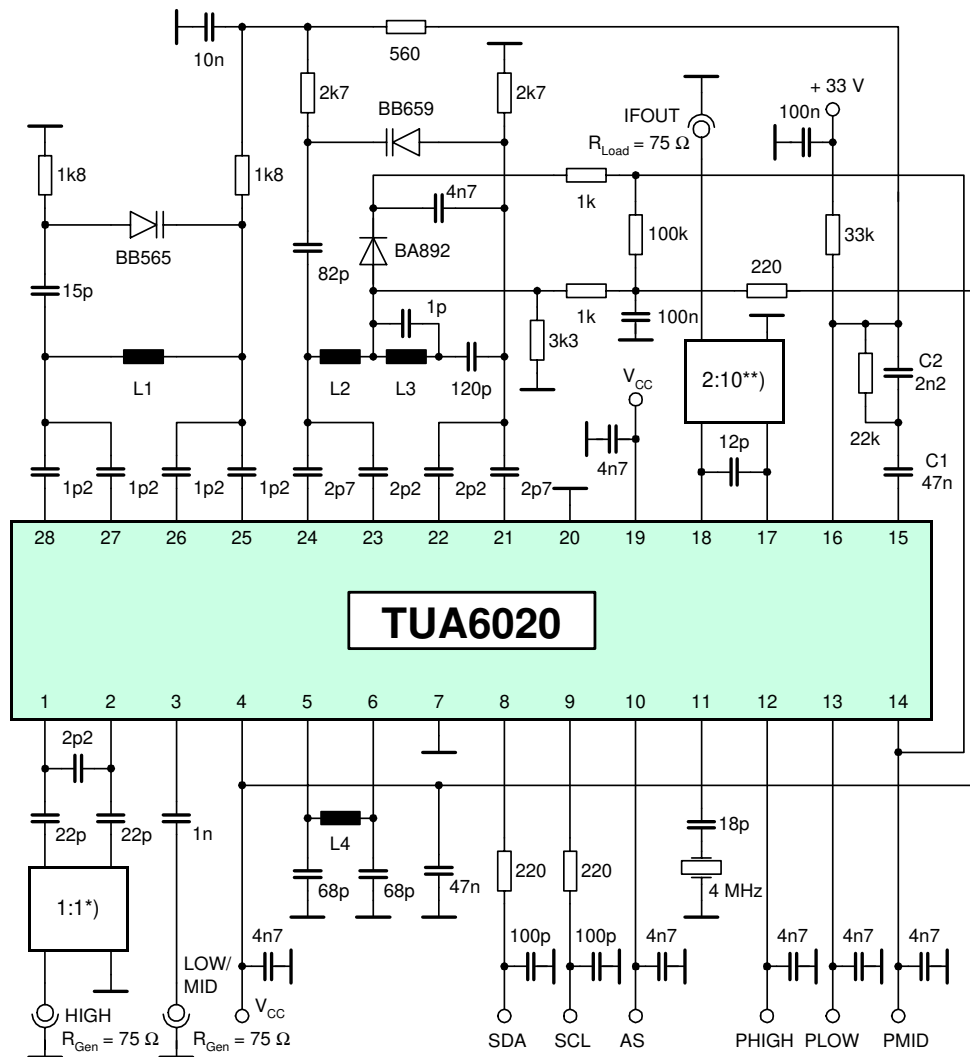 10n
560
2k7
BB659
2k7
IFOUT
R_Load = 75 Ω
100n
+ 33 V
1k8
1k8
4n7
1k
BB565
BA892
100k
33k
15p
82p
220
1p
1k
100n
3k3
L1
L2
L3
120p
V_CC
2:10**)
C2
2n2
4n7
12p
22k
C1
47n
1p2
1p2
1p2
1p2
2p7
2p2
2p2
2p7
28
27
26
25
24
23
22
21
20
19
18
17
16
15
TUA6020
1
2
3
4
5
6
7
8
9
10
11
12
13
14
2p2
22p
22p
1n
L4
18p
68p
68p
47n
220
220
4 MHz
1:1*)
4n7
100p
100p
4n7
4n7
4n7
4n7
LOW/
MID
HIGH
V_CC
R_Gen = 75 Ω
R_Gen = 75 Ω
SDA
SCL
AS
PHIGH
PLOW
PMID